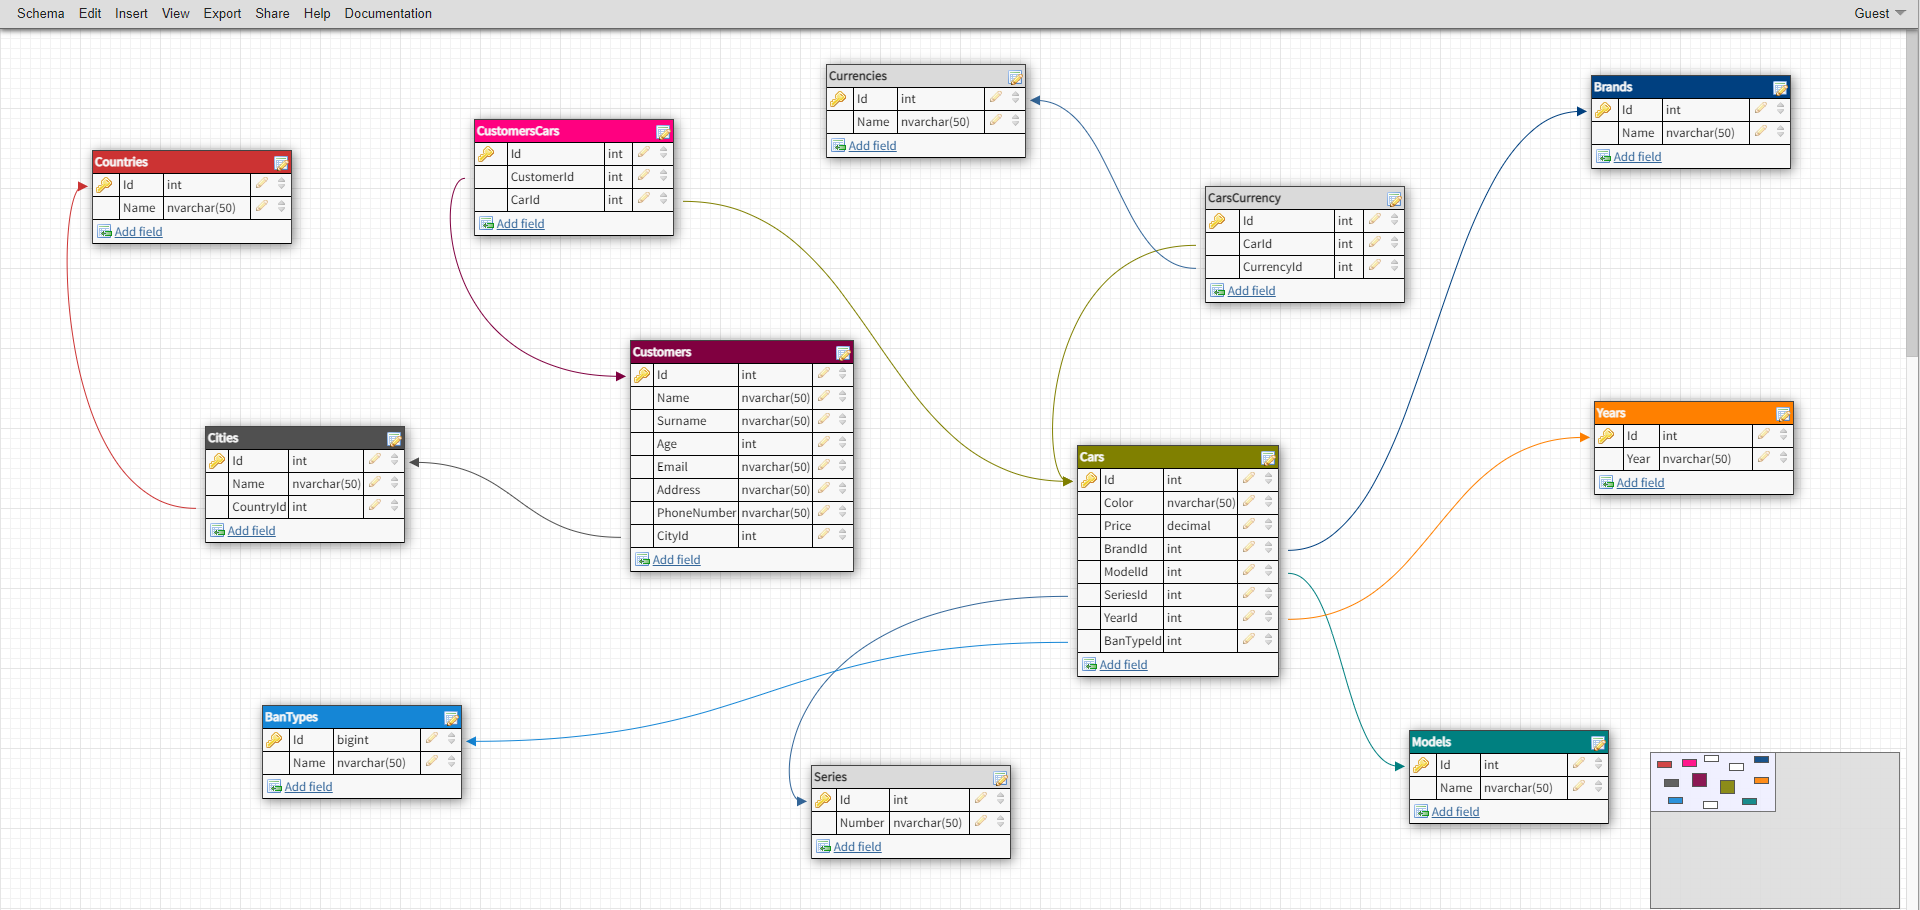 Schema Edit Insert View Export Share Help Documentation Guest
Currencies
Id int
Name nvarchar(50)
Add field
Brands
Id int
Name nvarchar(50)
Add field
CustomersCars
Id int
CustomerId int
CarId int
Add field
Countries
Id int
Name nvarchar(50)
Add field
CarsCurrency
Id int
CarId int
CurrencyId int
Add field
Customers
Id int
Name nvarchar(50)
Surname nvarchar(50)
Age int
Email nvarchar(50)
Address nvarchar(50)
PhoneNumber nvarchar(50)
CityId int
Add field
Years
Id int
Year nvarchar(50)
Add field
Cities
Id int
Name nvarchar(50)
CountryId int
Add field
Cars
Id int
Color nvarchar(50)
Price decimal
BrandId int
ModelId int
SeriesId int
YearId int
BanTypeId int
Add field
BanTypes
Id bigint
Name nvarchar(50)
Add field
Models
Id int
Name nvarchar(50)
Add field
Series
Id int
Number nvarchar(50)
Add field